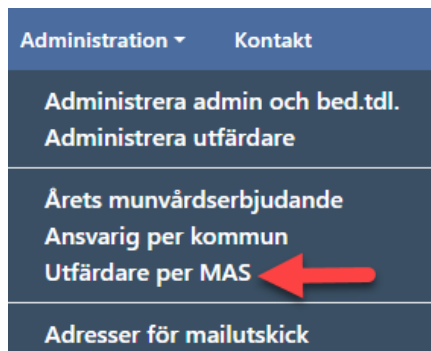 Administration Kontakt
Administrera admin och bed.tdl.
Administrera utfärdare
Årets munvårdserbjudande
Ansvarig per kommun
Utfärdare per MAS
Adresser för mailutskick